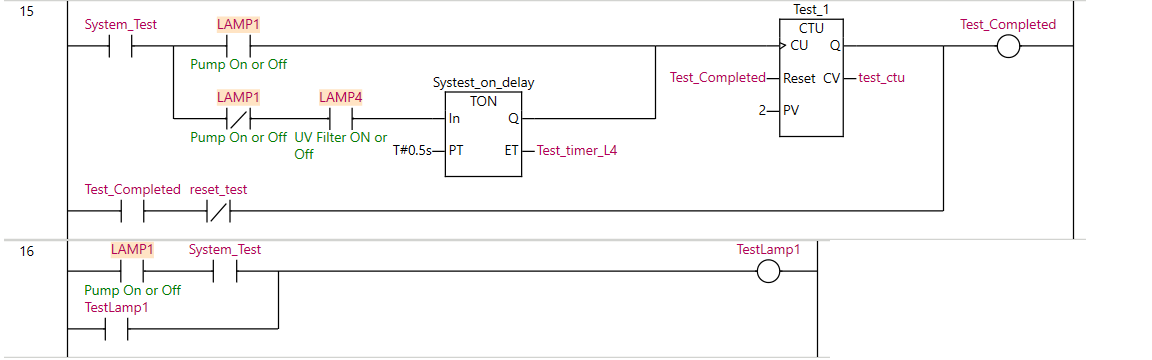 15
System_Test
LAMP1
Pump On or Off
Test_1
CTU
CU
Q
Test_Completed
Test_Completed
Reset
CV
test_ctu
2
PV
LAMP1
Pump On or Off
LAMP4
UV Filter ON or
Off
Systest_on_delay
TON
In
Q
T#0.5s
PT
ET
Test_timer_L4
Test_Completed
reset_test
16
LAMP1
Pump On or Off
System_Test
TestLamp1
TestLamp1